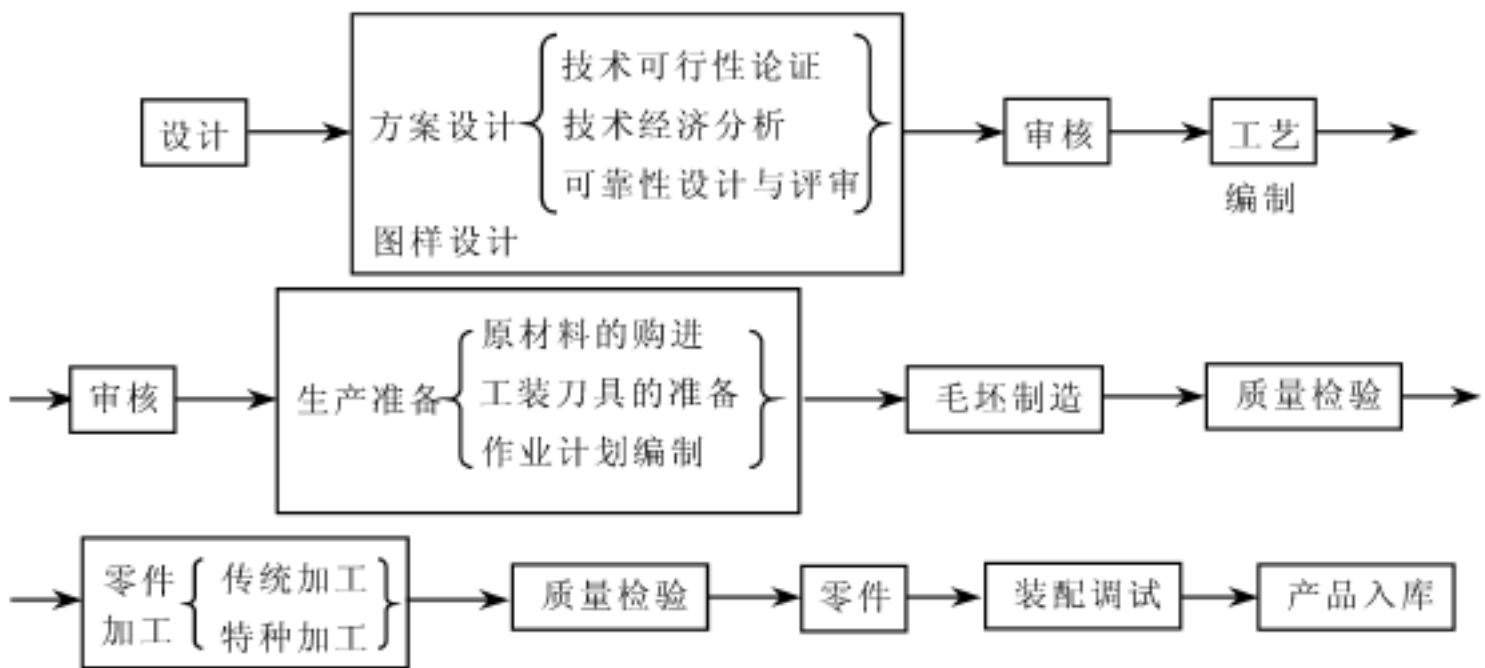 设计
方案设计
技术可行性论证
技术经济分析
可靠性设计与评审
图样设计
审核
工艺
编制
审核
生产准备
原材料的购进
工装刀具的准备
作业计划编制
毛坯制造
质量检验
零件
加工
传统加工
特种加工
质量检验
零件
装配调试
产品入库